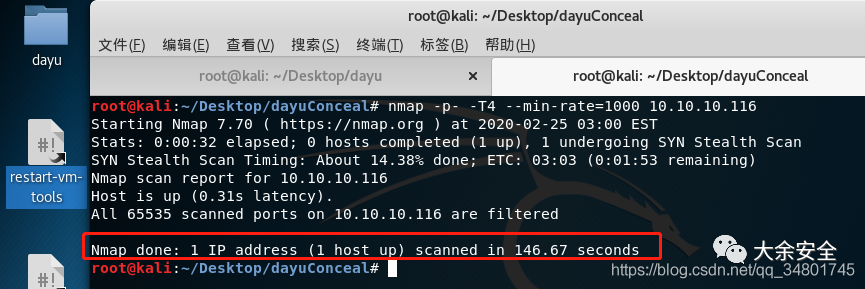 dayu
restart-vm-
tools
root@kali: ~/Desktop/dayuConceal
文件(F) 编辑(E) 查看(V) 搜索(S) 终端(T) 标签(B) 帮助(H)
root@kali: ~/Desktop/dayu × root@kali: ~/Desktop/dayuConceal
root@kali:~/Desktop/dayuConceal# nmap -p- -T4 --min-rate=1000 10.10.10.116
Starting Nmap 7.70 ( https://nmap.org ) at 2020-02-25 03:00 EST
Stats: 0:00:32 elapsed; 0 hosts completed (1 up), 1 undergoing SYN Stealth Scan
SYN Stealth Scan Timing: About 14.38% done; ETC: 03:03 (0:01:53 remaining)
Nmap scan report for 10.10.10.116
Host is up (0.31s latency).
All 65535 scanned ports on 10.10.10.116 are filtered
Nmap done: 1 IP address (1 host up) scanned in 146.67 seconds
root@kali:~/Desktop/dayuConceal#
大余安全
https://blog.csdn.net/qq_34801745
#!
#!